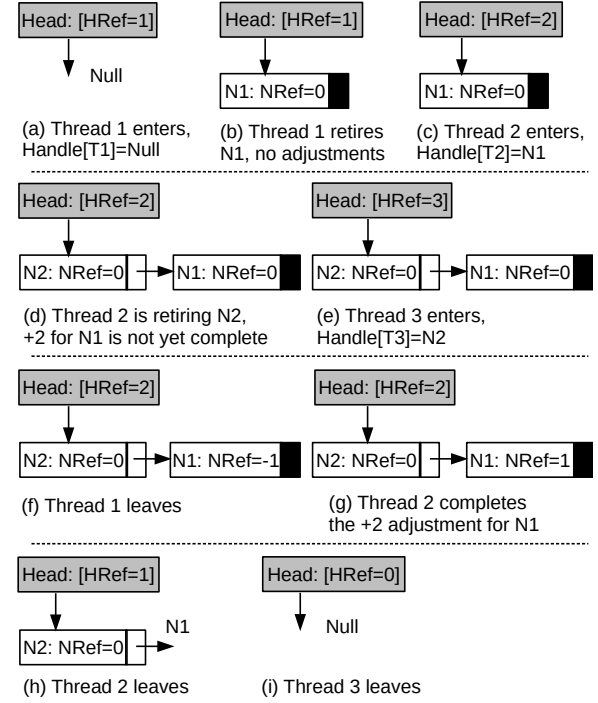 Head: [HRef=1]
Null
(a) Thread 1 enters,
Handle[T1]=Null
Head: [HRef=1]
N1: NRef=0
(b) Thread 1 retires
N1, no adjustments
Head: [HRef=2]
N1: NRef=0
(c) Thread 2 enters,
Handle[T2]=N1
Head: [HRef=2]
N2: NRef=0
N1: NRef=0
(d) Thread 2 is retiring N2,
+2 for N1 is not yet complete
Head: [HRef=3]
N2: NRef=0
N1: NRef=0
(e) Thread 3 enters,
Handle[T3]=N2
Head: [HRef=2]
N2: NRef=0
N1: NRef=-1
(f) Thread 1 leaves
Head: [HRef=2]
N2: NRef=0
N1: NRef=1
(g) Thread 2 completes
the +2 adjustment for N1
Head: [HRef=1]
N2: NRef=0
N1
(h) Thread 2 leaves
Head: [HRef=0]
Null
(i) Thread 3 leaves